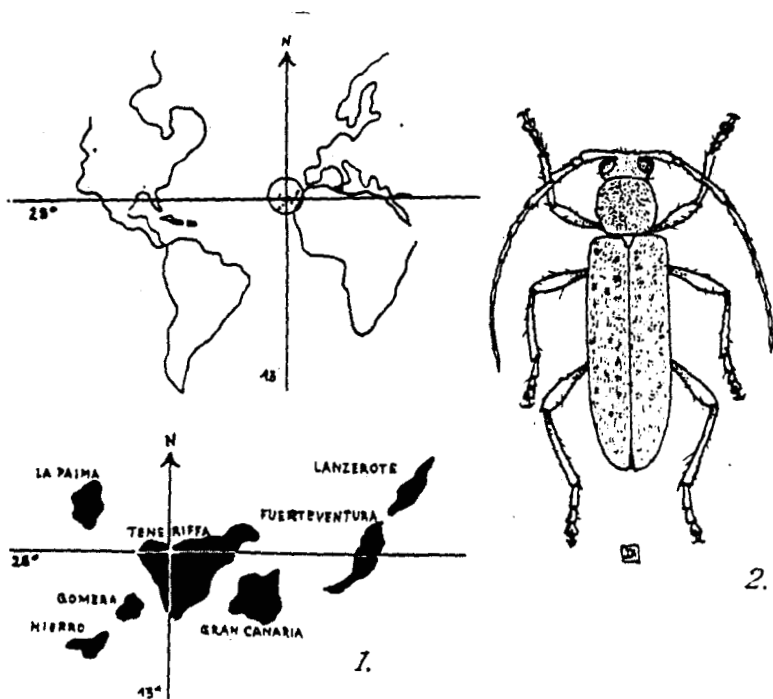 N
28°
13
N
LA PALMA
LANZEROTE
FUERTEVENTURA
TENERIFFA
28°
GOMERA
HIERRO
GRAN CANARIA
13°
1.
2.